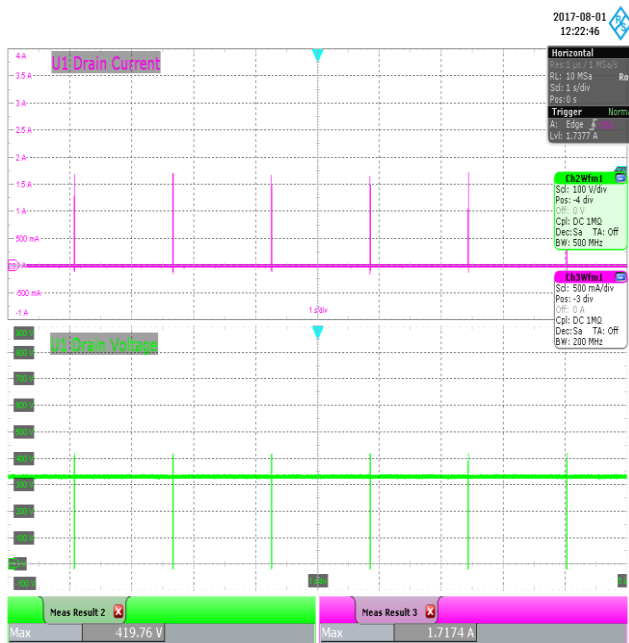 2017-08-01
12:22:46
Horizontal
Res:1 µs / 1 MSa/s
RL: 10 MSa Ro
Scl: 1 s/div
Pos:0 s
Trigger Norm
A: Edge
Lvl: 1.7377 A
4 A
U1 Drain Current
3.5 A
3 A
2.5 A
2 A
1.5 A
1 A
500 mA
-500 mA
-1 A
1 s/div
Ch2Wfm1
Scl: 100 V/div
Pos: -4 div
Off: 0 V
Cpl: DC 1MΩ
Dec:Sa TA: Off
BW: 500 MHz
Ch3Wfm1
Scl: 500 mA/div
Pos: -3 div
Off: 0 A
Cpl: DC 1MΩ
Dec:Sa TA: Off
BW: 200 MHz
900 V
U1 Drain Voltage
800 V
700 V
600 V
500 V
400 V
300 V
200 V
100 V
-100 V
1 s/div
Meas Result 2
Meas Result 3
Max 419.76 V
Max 1.7174 A